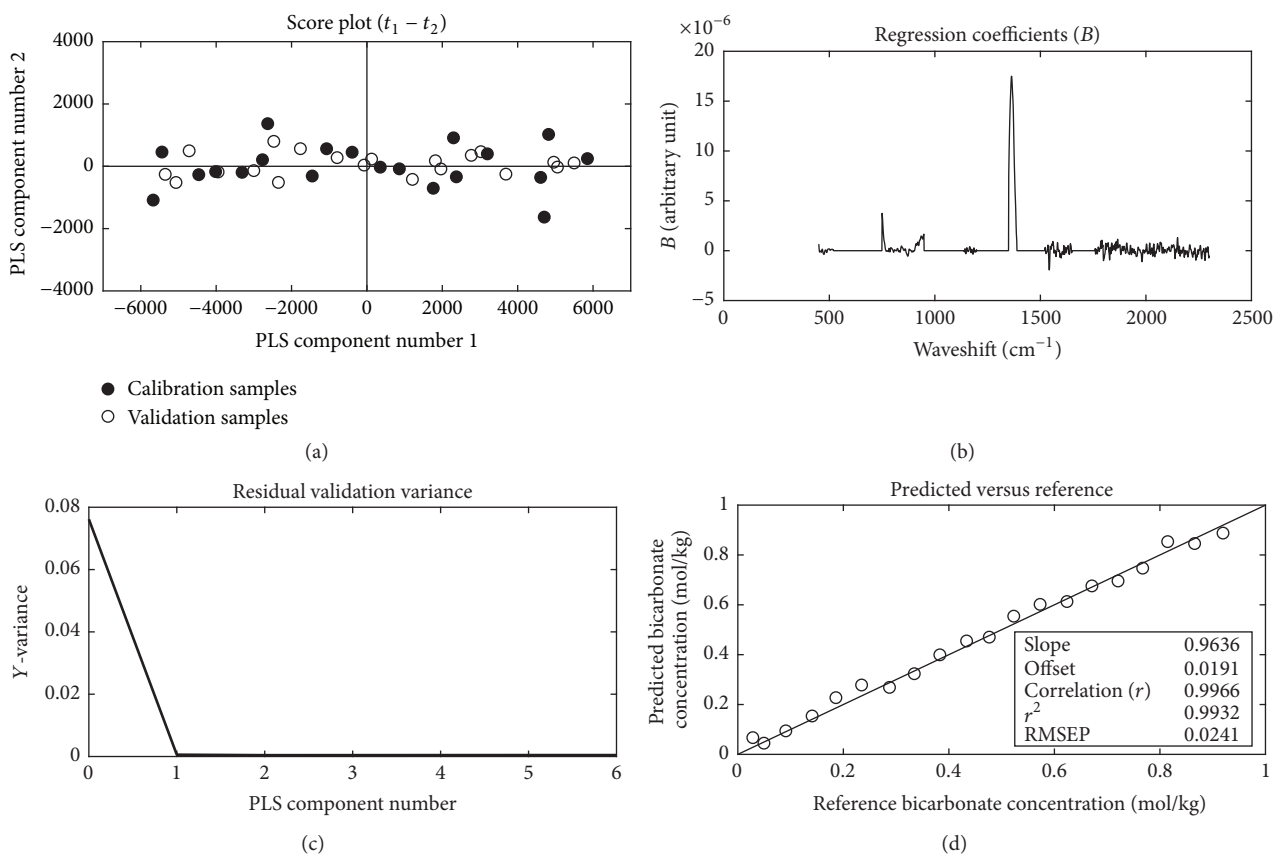 Score plot (t₁ – t₂)
4000
2000
0
−2000
−4000
PLS component number 2
−6000 −4000 −2000 0 2000 4000 6000
PLS component number 1
Calibration samples
Validation samples
(a)
×10⁻⁶
Regression coefficients (B)
20
15
10
5
0
−5
B (arbitrary unit)
0 500 1000 1500 2000 2500
Waveshift (cm⁻¹)
(b)
Residual validation variance
0.08
0.06
0.04
0.02
0
Y-variance
0 1 2 3 4 5 6
PLS component number
(c)
Predicted versus reference
1
0.8
0.6
0.4
0.2
0
Predicted bicarbonate
concentration (mol/kg)
Slope 0.9636
Offset 0.0191
Correlation (r) 0.9966
r² 0.9932
RMSEP 0.0241
0 0.2 0.4 0.6 0.8 1
Reference bicarbonate concentration (mol/kg)
(d)